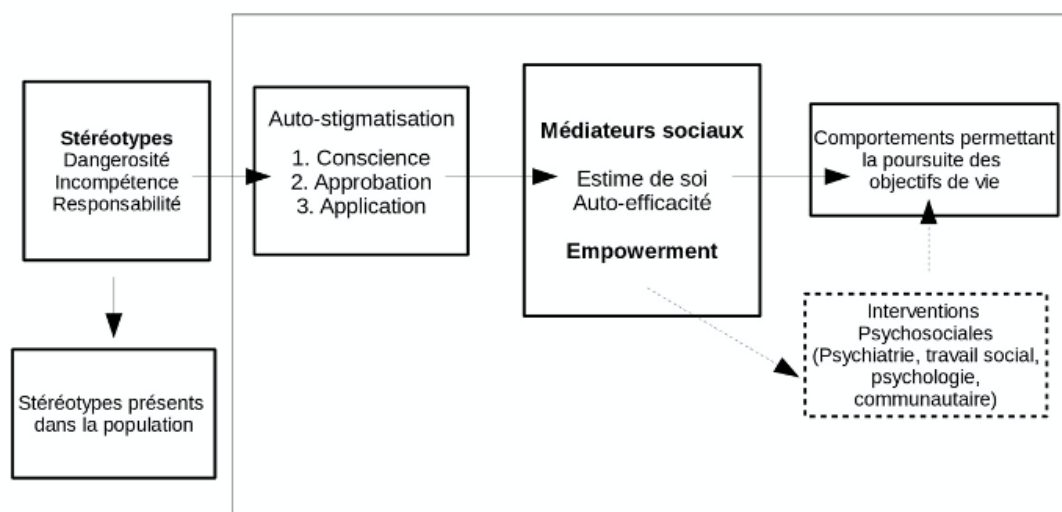 Stéréotypes
Dangerosité
Incompétence
Responsabilité
Stéréotypes présents
dans la population
Auto-stigmatisation
1. Conscience
2. Approbation
3. Application
Médiateurs sociaux
Estime de soi
Auto-efficacité
Empowerment
Comportements permettant
la poursuite des
objectifs de vie
Interventions
Psychosociales
(Psychiatrie, travail social,
psychologie,
communautaire)